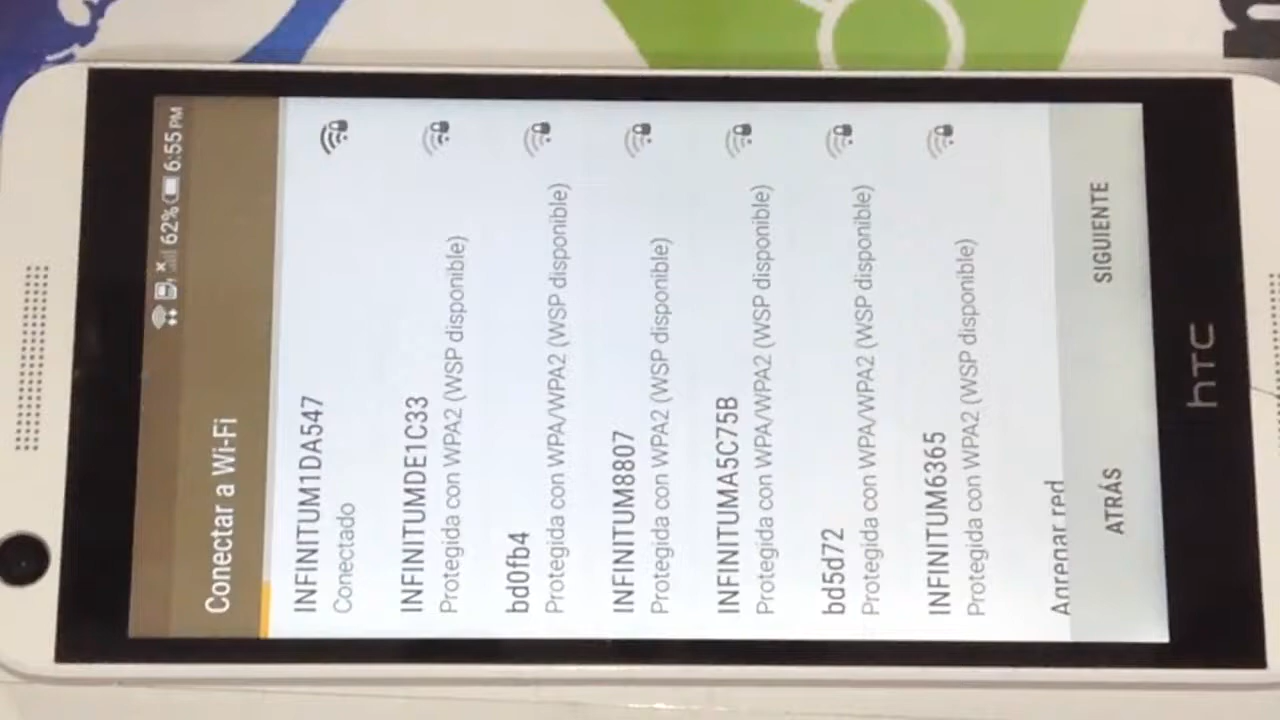 62% 6:55 PM
Conectar a Wi-Fi
INFINITUM1DA547
Conectado
INFINITUMDE1C33
Protegida con WPA2 (WSP disponible)
bd0fb4
Protegida con WPA/WPA2 (WSP disponible)
INFINITUM8807
Protegida con WPA2 (WSP disponible)
INFINITUMA5C75B
Protegida con WPA/WPA2 (WSP disponible)
bd5d72
Protegida con WPA/WPA2 (WSP disponible)
INFINITUM6365
Protegida con WPA2 (WSP disponible)
Agregar red
ATRÁS SIGUIENTE
hTC